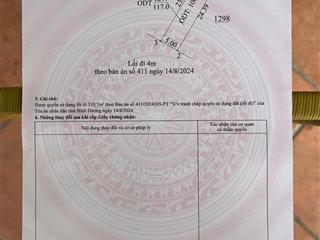 ODT
117.0
ODT:
24.39
1298
3
5.00
2
Lối đi 4m
theo bản án số 411 ngày 14/8/2024
5. Ghi chú:
Được quyền sử dụng lối đi 310,7m² theo Bản án số 411/2024/DS-PT "V/v tranh chấp quyền sử dụng đất (lối đi)" của
Tòa án nhân dân tỉnh Bình Dương ngày 14/8/2024
6. Những thay đổi sau khi cấp Giấy chứng nhận:
Nội dung thay đổi và cơ sở pháp lý
Xác nhận của cơ quan
có thẩm quyền